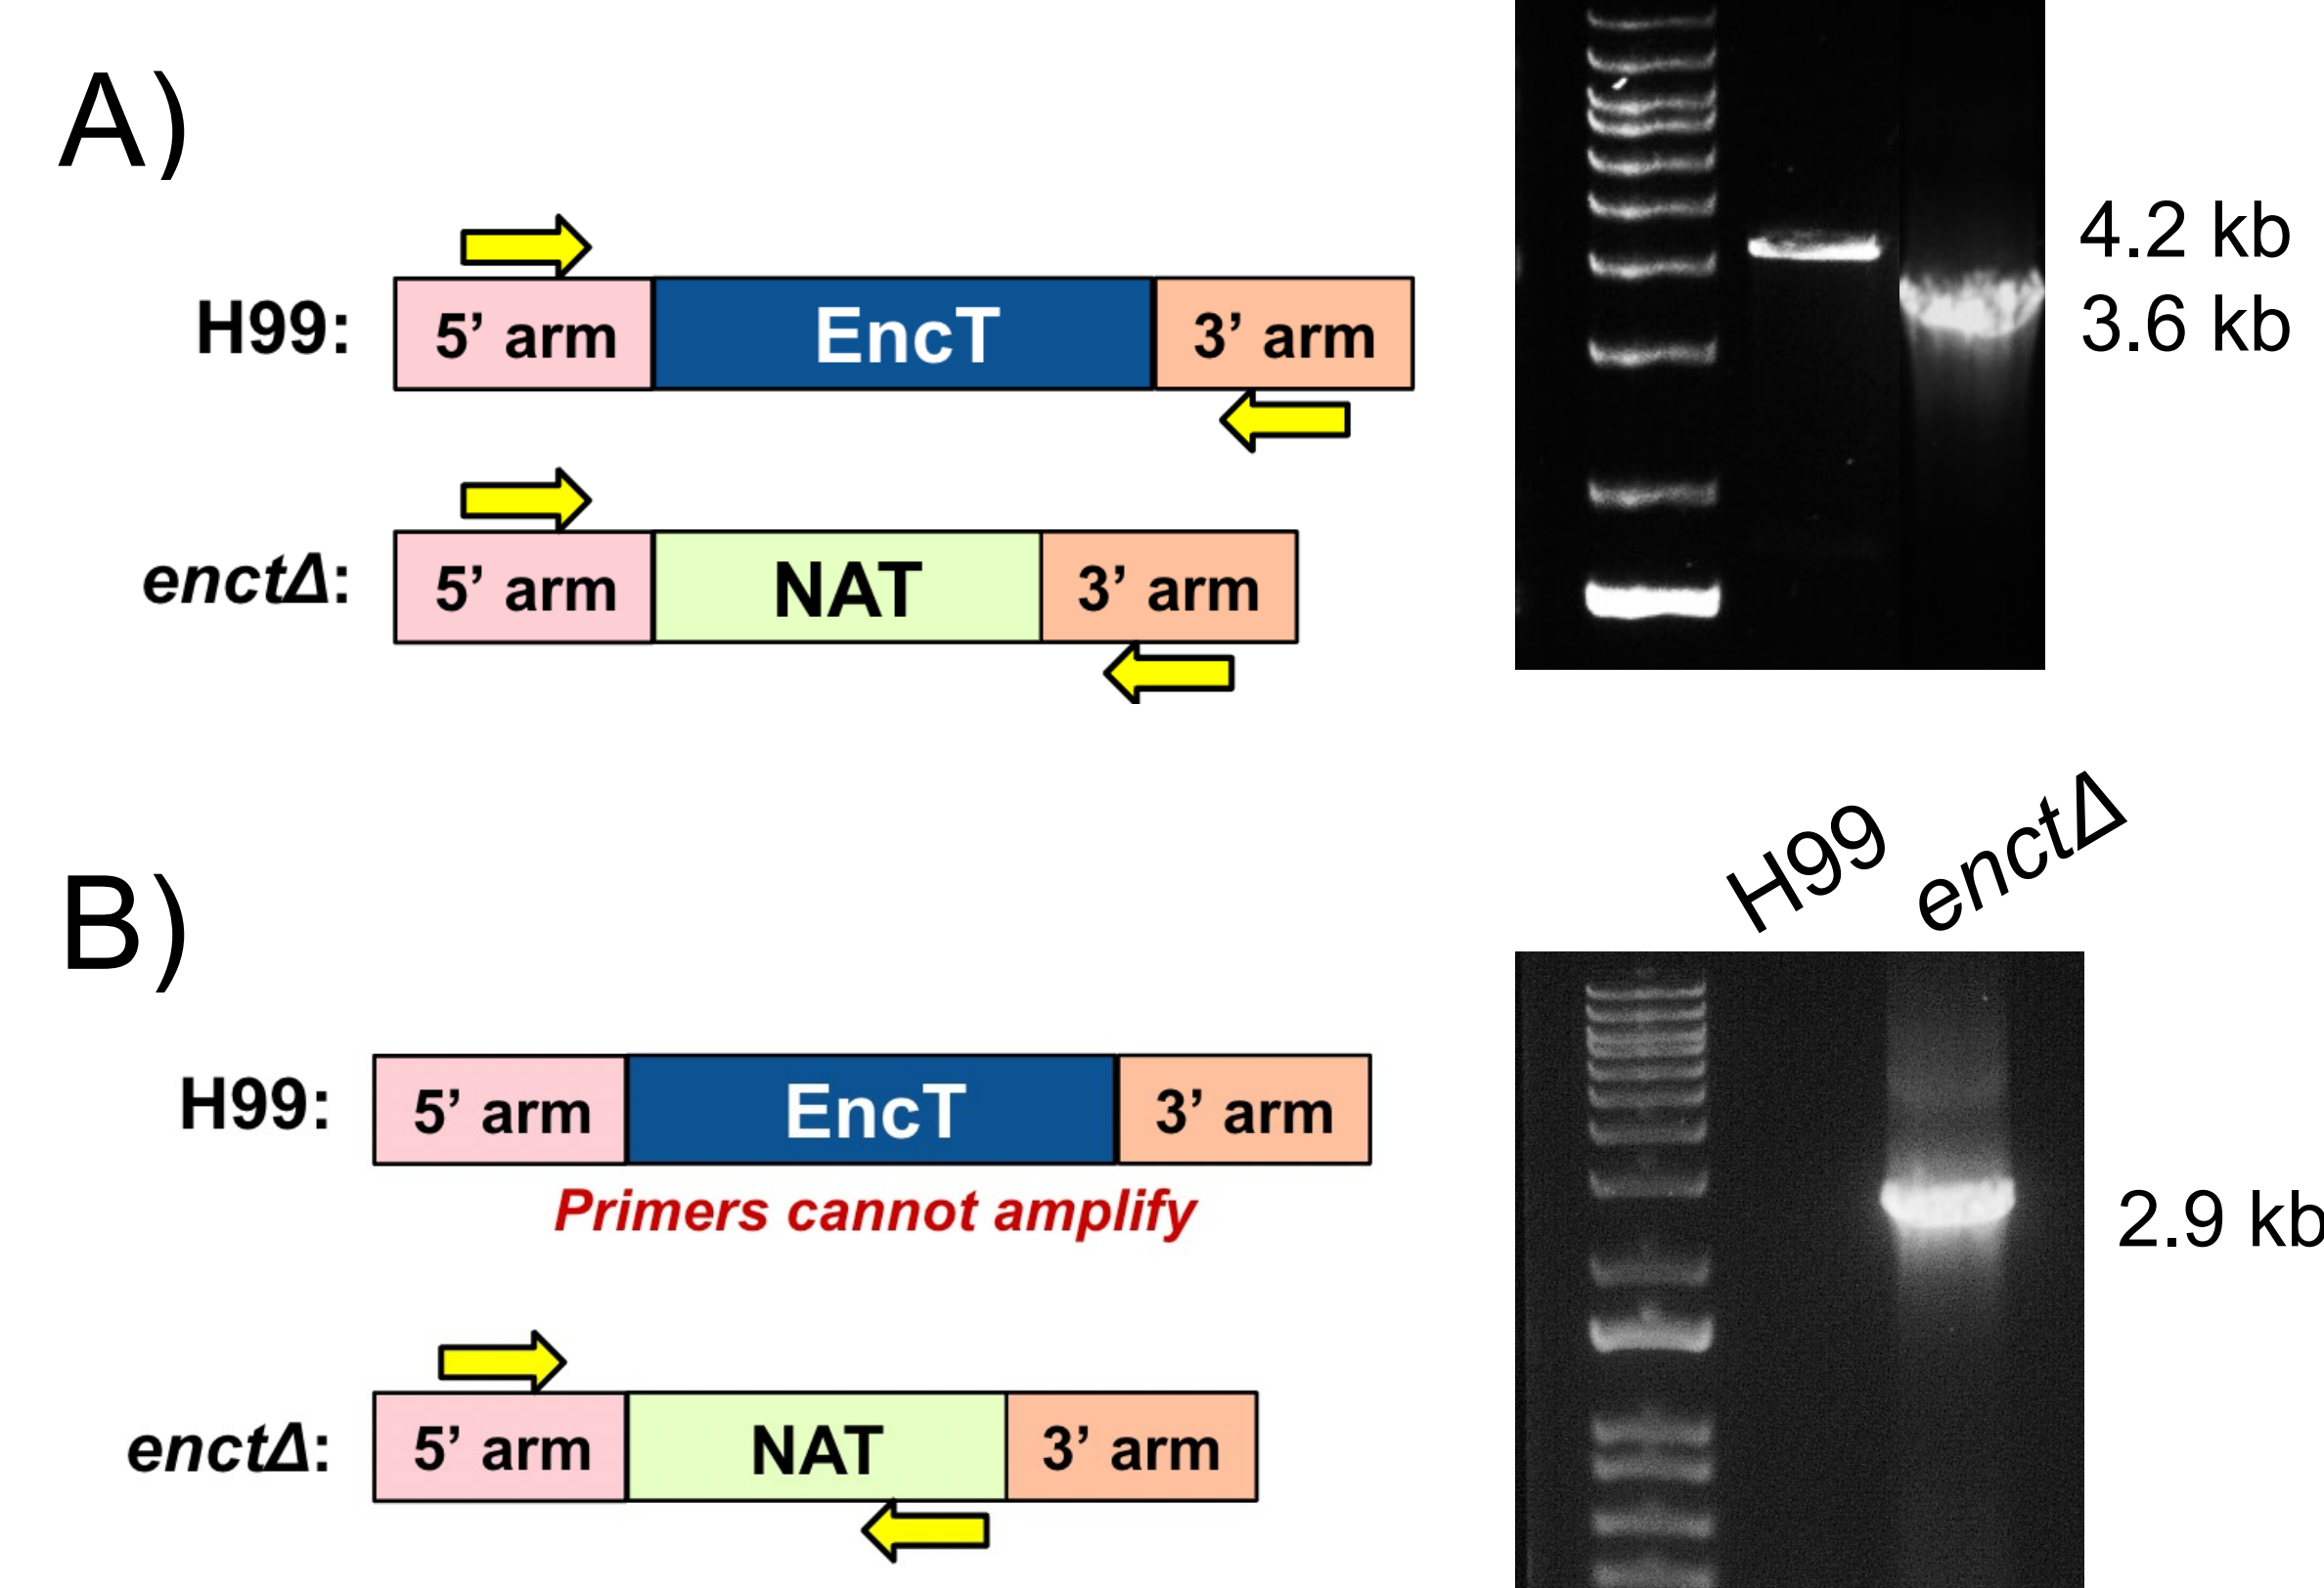 A)
H99:
5’ arm EncT 3’ arm
enctΔ:
5’ arm NAT 3’ arm
4.2 kb
3.6 kb
B)
H99:
5’ arm EncT 3’ arm
Primers cannot amplify
enctΔ:
5’ arm NAT 3’ arm
H99 enctΔ
2.9 kb